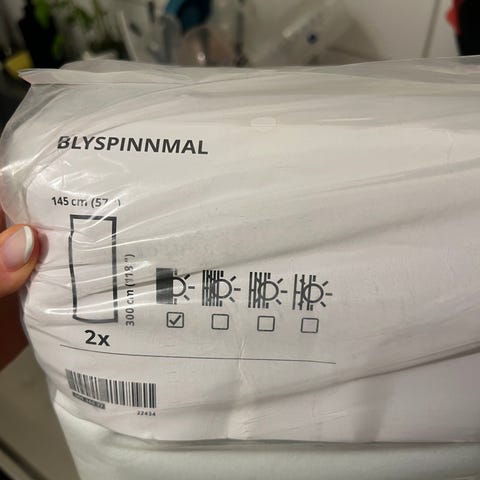 BLYSPINNMAL
145 cm (57")
300 cm (118")
2x
22434